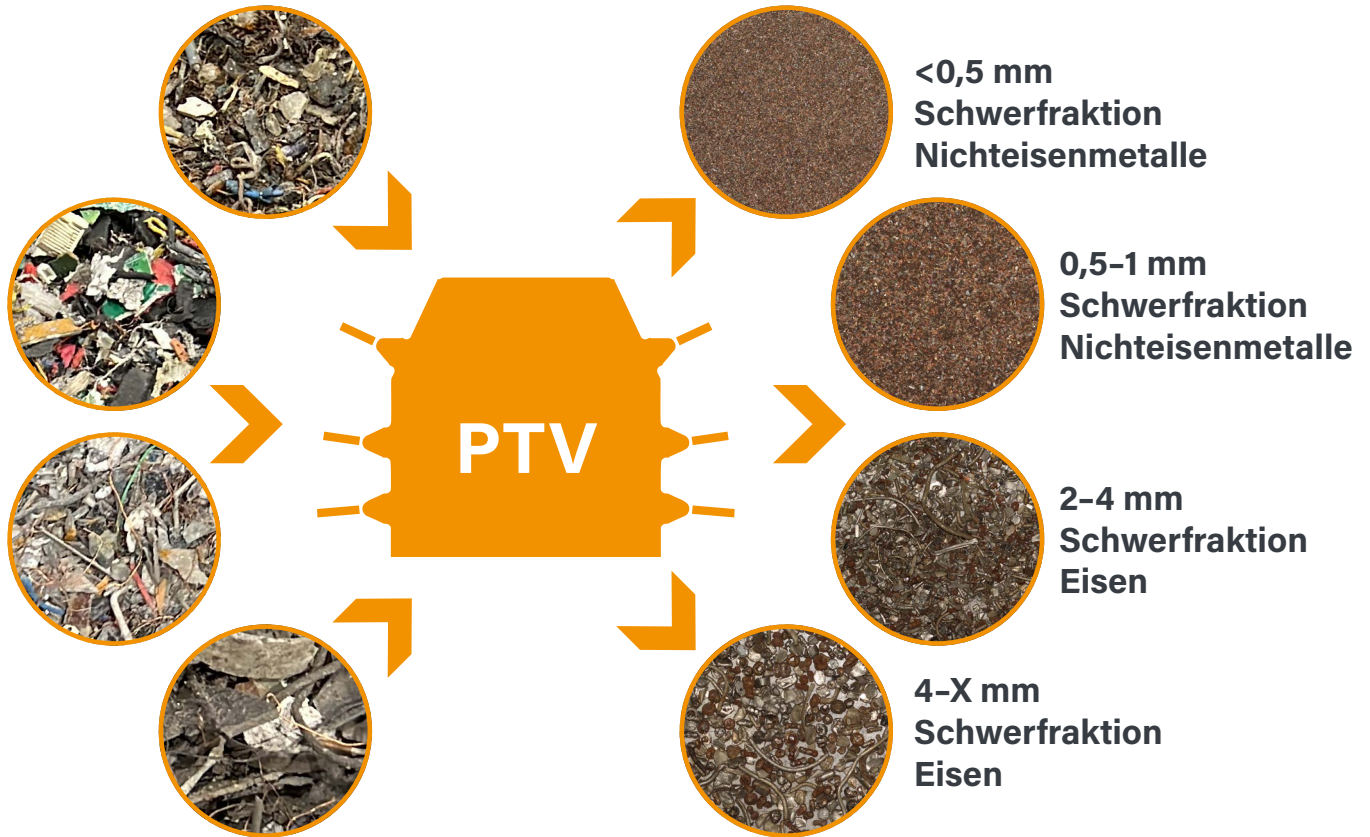 <0,5 mm
Schwerfraktion
Nichteisenmetalle
0,5–1 mm
Schwerfraktion
Nichteisenmetalle
PTV
2–4 mm
Schwerfraktion
Eisen
4–X mm
Schwerfraktion
Eisen